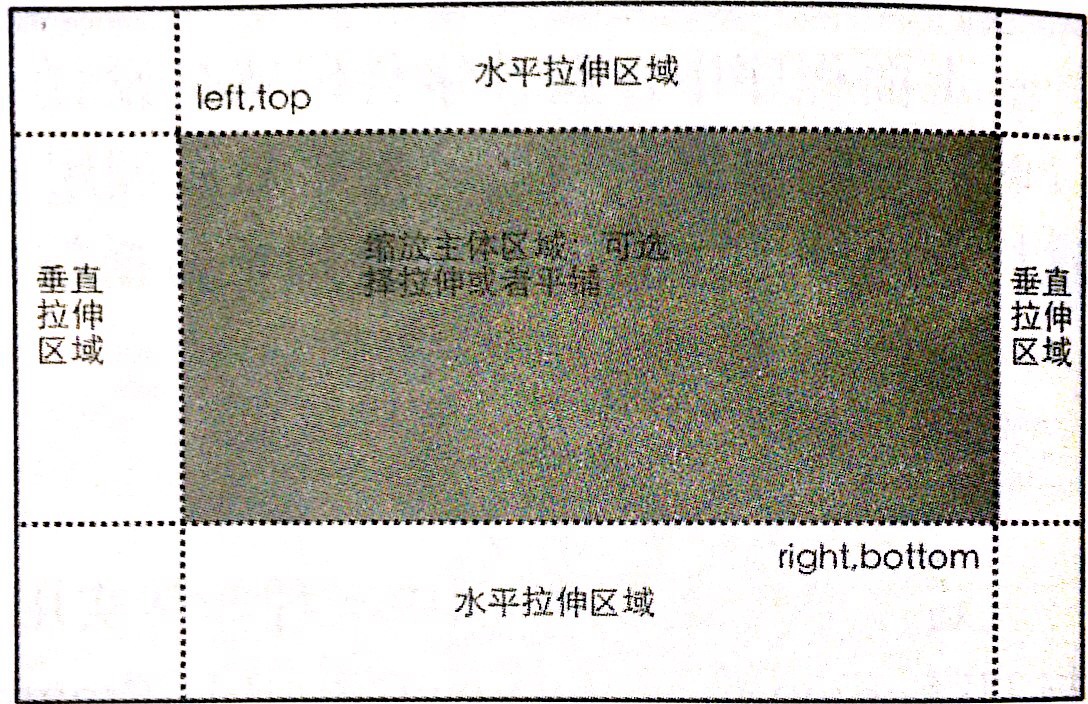 水平拉伸区域
left,top
缩放主体区域：可选
择拉伸或者平铺
垂直
拉伸
区域
垂直
拉伸
区域
right,bottom
水平拉伸区域